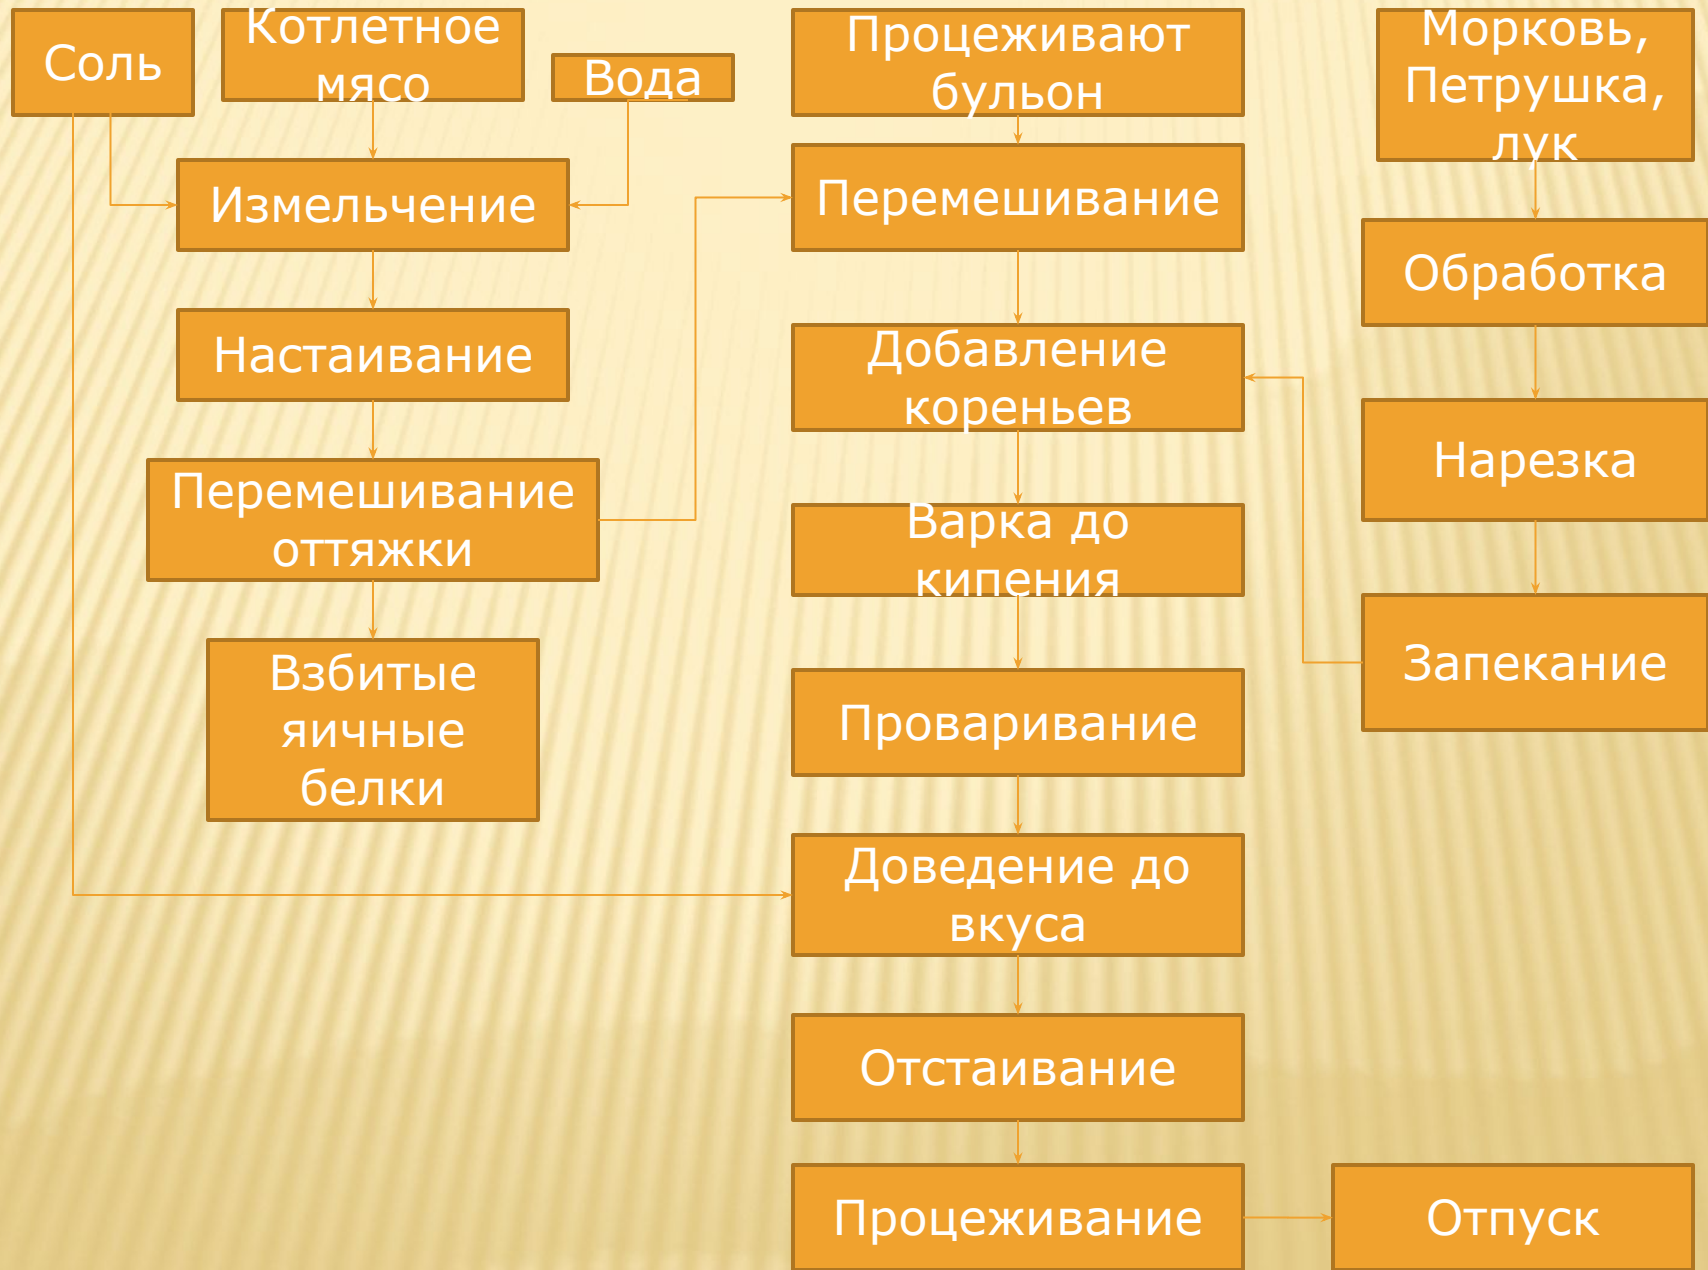 Соль
Котлетное
мясо
Вода
Измельчение
Настаивание
Перемешивание
оттяжки
Взбитые
яичные
белки
Процеживают
бульон
Перемешивание
Добавление
кореньев
Варка до
кипения
Проваривание
Доведение до
вкуса
Отстаивание
Процеживание
Морковь,
Петрушка,
лук
Обработка
Нарезка
Запекание
Отпуск